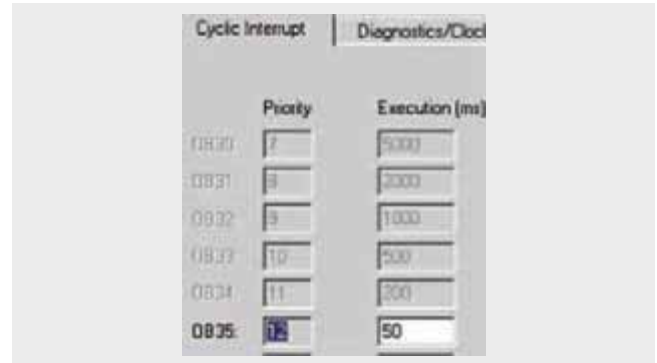 Cyclic Interrupt Diagnostics/Cloc
Priority Execution (ms)
OB30 7 5000
OB31 8 2000
OB32 9 1000
OB33 10 500
OB34 11 200
OB35: 12 50